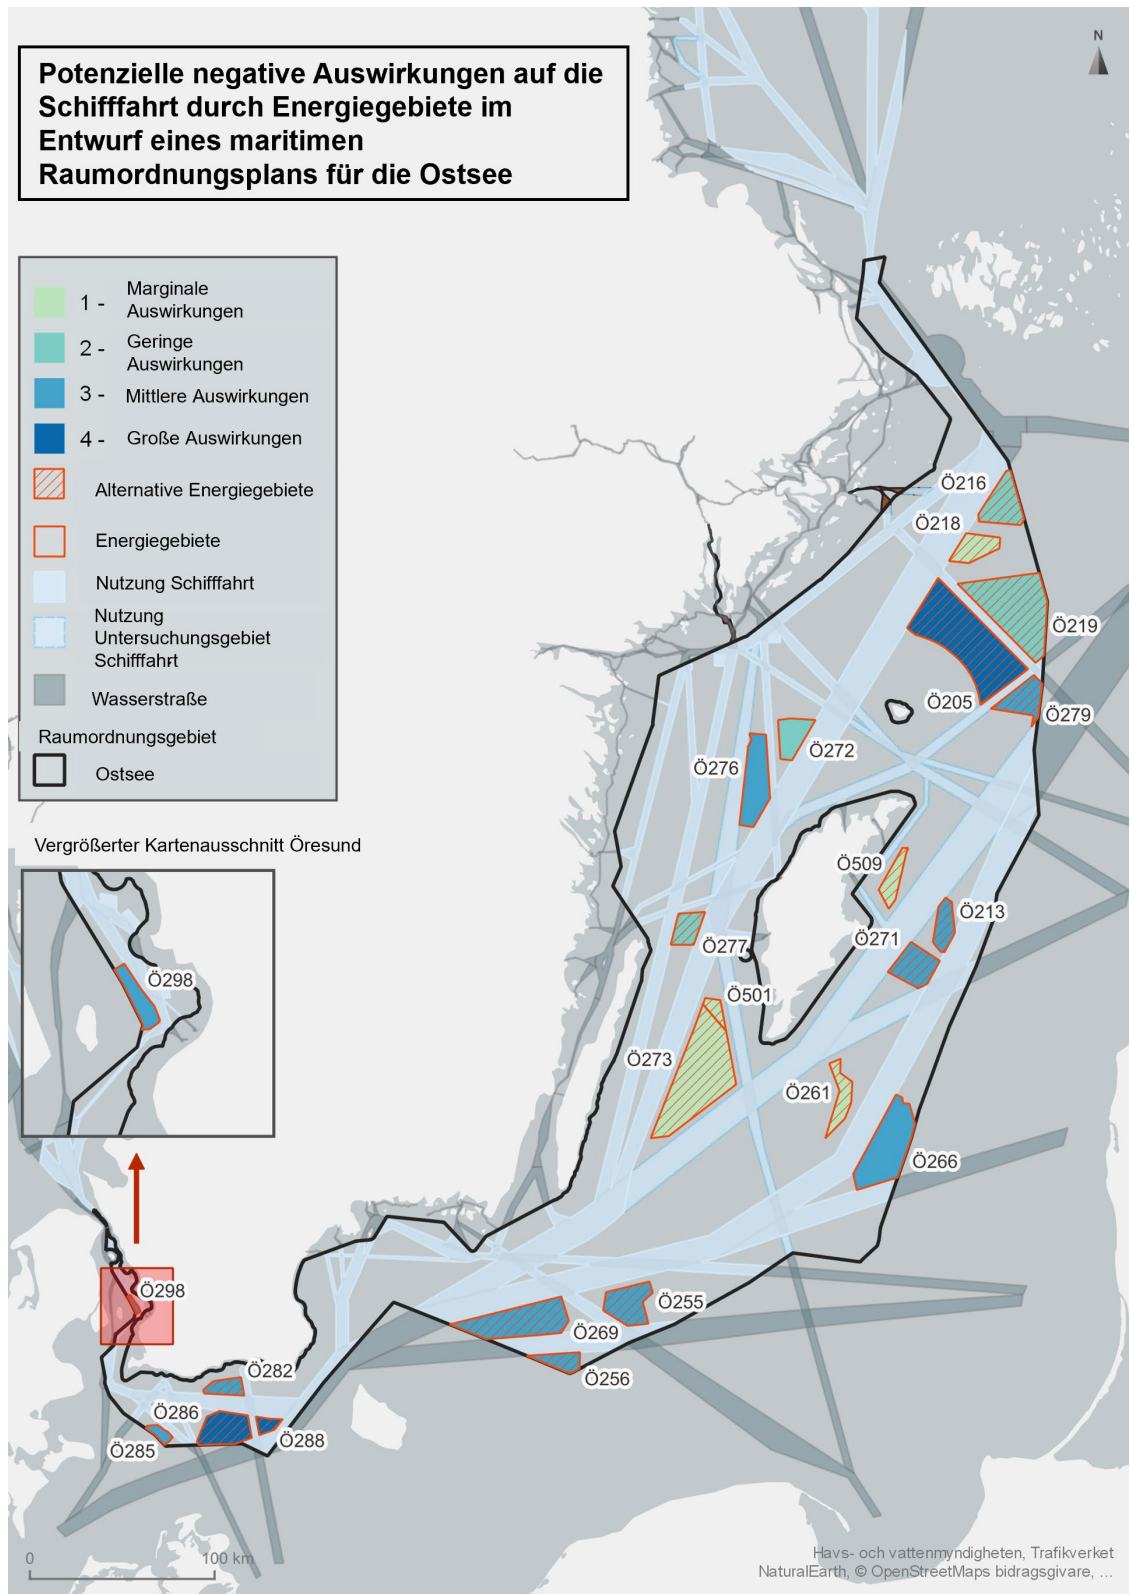 Potenzielle negative Auswirkungen auf die
Schifffahrt durch Energiegebiete im
Entwurf eines maritimen
Raumordnungsplans für die Ostsee
N
1 - Marginale
Auswirkungen
2 - Geringe
Auswirkungen
3 - Mittlere Auswirkungen
4 - Große Auswirkungen
Alternative Energiegebiete
Energiegebiete
Nutzung Schifffahrt
Nutzung
Untersuchungsgebiet
Schifffahrt
Wasserstraße
Raumordnungsgebiet
Ostsee
Vergrößerter Kartenausschnitt Öresund
Ö298
Ö216
Ö218
Ö219
Ö205
Ö279
Ö272
Ö276
Ö509
Ö213
Ö271
Ö277
Ö501
Ö273
Ö261
Ö266
Ö298
Ö255
Ö269
Ö256
Ö282
Ö286
Ö288
Ö285
0 100 km
Havs- och vattenmyndigheten, Trafikverket
NaturalEarth, © OpenStreetMaps bidragsgivare, ...